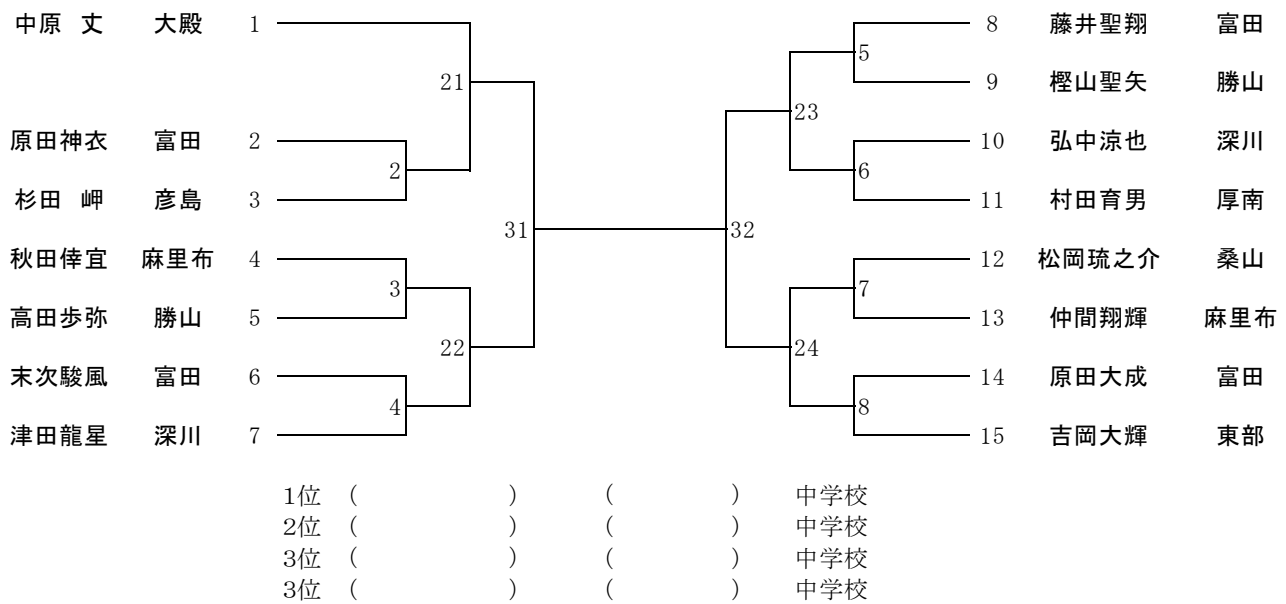 中原 丈 大殿 1 8 藤井聖翔 富田
5
21 9 樫山聖矢 勝山
23
原田神衣 富田 2 10 弘中涼也 深川
2 6
杉田 岬 彦島 3 11 村田育男 厚南
31 32
秋田倖宜 麻里布 4 12 松岡琉之介 桑山
3 7
高田歩弥 勝山 5 13 仲間翔輝 麻里布
22 24
末次駿風 富田 6 14 原田大成 富田
4 8
津田龍星 深川 7 15 吉岡大輝 東部
1位 ( ) ( ) 中学校
2位 ( ) ( ) 中学校
3位 ( ) ( ) 中学校
3位 ( ) ( ) 中学校